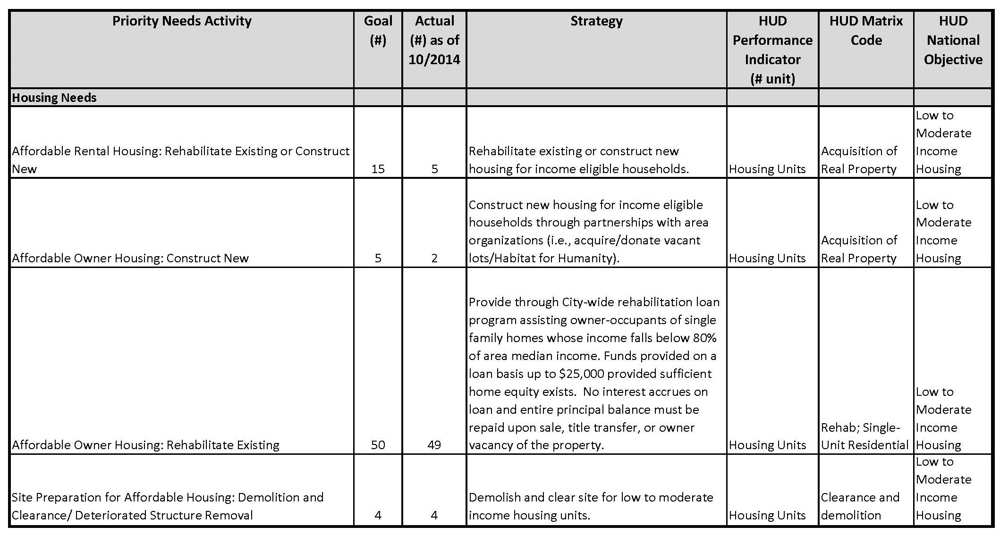 Priority Needs Activity
Goal
(#)
Actual
(#) as of
10/2014
Strategy
HUD
Performance
Indicator
(# unit)
HUD Matrix
Code
HUD
National
Objective
Housing Needs
Affordable Rental Housing: Rehabilitate Existing or Construct
New
15
5
Rehabilitate existing or construct new
housing for income eligible households.
Housing Units
Acquisition of
Real Property
Low to
Moderate
Income
Housing
Affordable Owner Housing: Construct New
5
2
Construct new housing for income eligible
households through partnerships with area
organizations (i.e., acquire/donate vacant
lots/Habitat for Humanity).
Housing Units
Acquisition of
Real Property
Low to
Moderate
Income
Housing
Affordable Owner Housing: Rehabilitate Existing
50
49
Provide through City-wide rehabilitation loan
program assisting owner-occupants of single
family homes whose income falls below 80%
of area median income. Funds provided on a
loan basis up to $25,000 provided sufficient
home equity exists.  No interest accrues on
loan and entire principal balance must be
repaid upon sale, title transfer, or owner
vacancy of the property.
Housing Units
Rehab; Single-
Unit Residential
Low to
Moderate
Income
Housing
Site Preparation for Affordable Housing: Demolition and
Clearance/ Deteriorated Structure Removal
4
4
Demolish and clear site for low to moderate
income housing units.
Housing Units
Clearance and
demolition
Low to
Moderate
Income
Housing